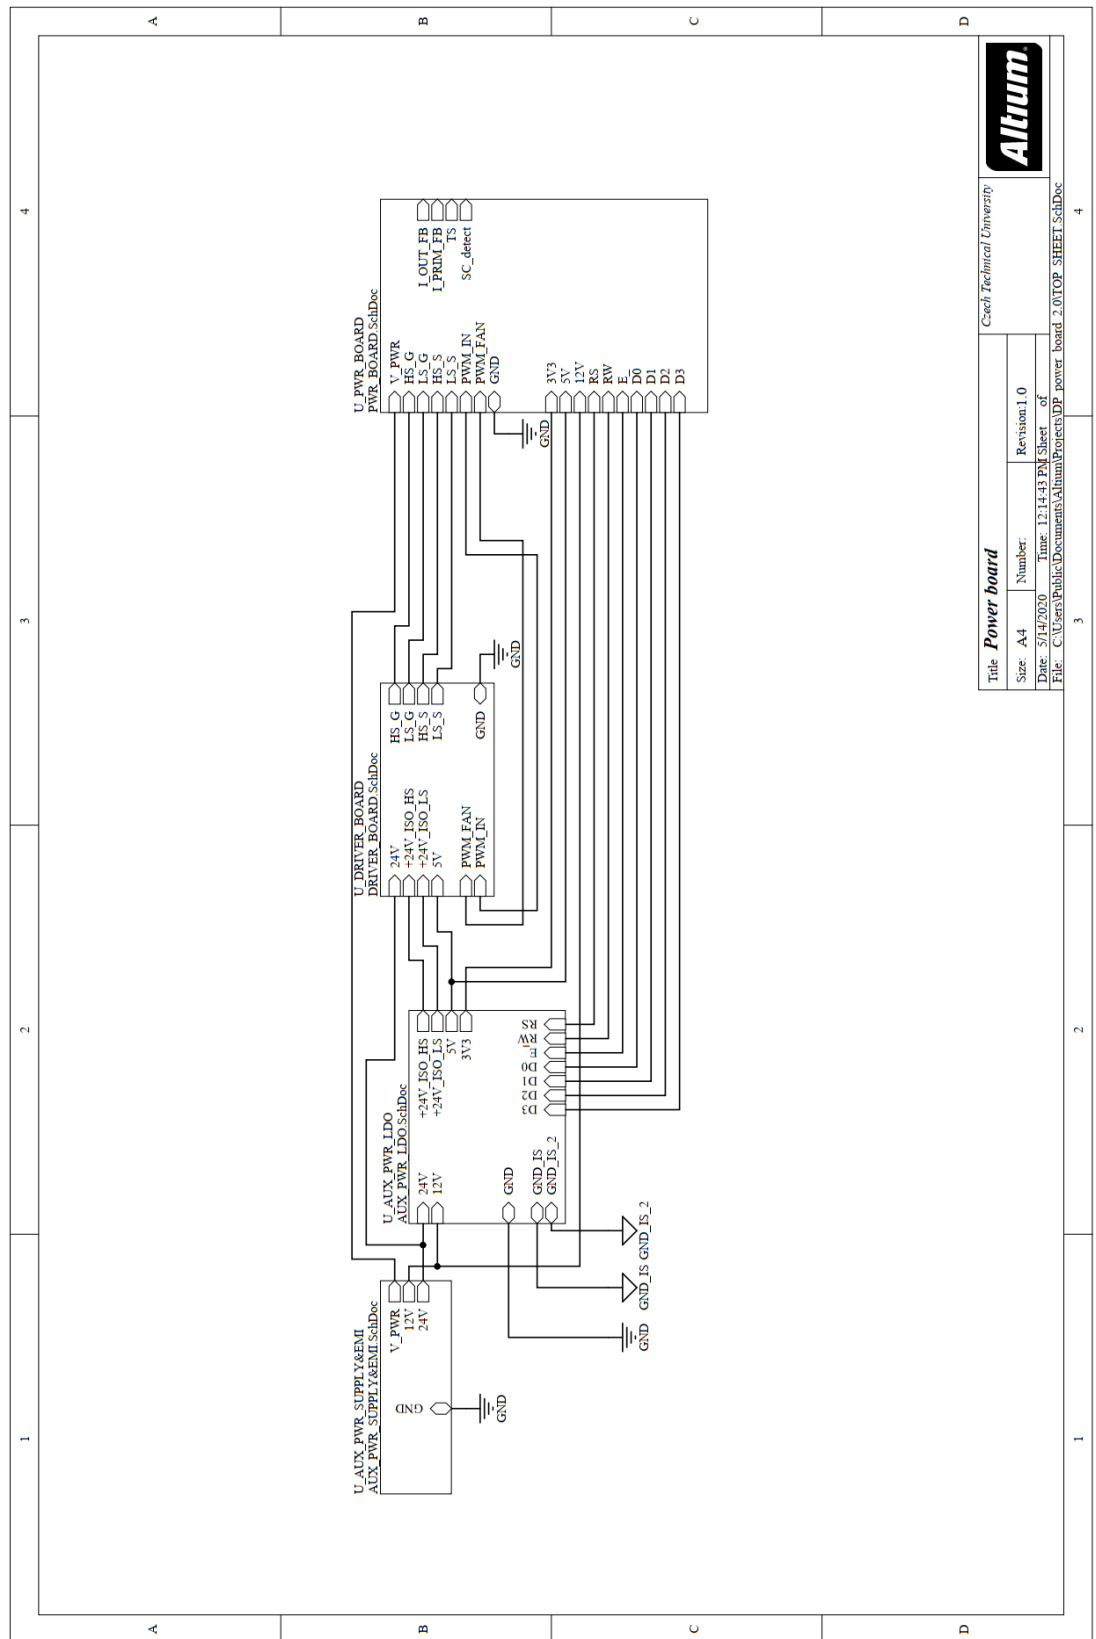 1
2
3
4
A
A
B
B
C
C
D
D
U_AUX_PWR_SUPPLY&EMI
AUX_PWR_SUPPLY&EMI.SchDoc
V_PWR
12V
24V
GND
GND
U_AUX_PWR_LDO
AUX_PWR_LDO.SchDoc
24V
12V
GND
GND_IS
GND_IS_2
+24V_ISO_HS
+24V_ISO_LS
5V
3V3
D3
D2
D1
D0
E_
RW
RS
GND
GND_IS
GND_IS_2
U_DRIVER_BOARD
DRIVER_BOARD.SchDoc
24V
+24V_ISO_HS
+24V_ISO_LS
5V
PWM_FAN
PWM_IN
HS_G
LS_G
HS_S
LS_S
GND
GND
U_PWR_BOARD
PWR_BOARD.SchDoc
V_PWR
HS_G
LS_G
HS_S
LS_S
PWM_IN
PWM_FAN
GND
GND
3V3
5V
12V
RS
RW
E_
D0
D1
D2
D3
I_OUT_FB
I_PRIM_FB
TS
SC_detect
Title Power board
Czech Technical University
Altium
Size: A4 Number: Revision:1.0
Date: 5/14/2020 Time: 12:14:43 PM Sheet of
File: C:\Users\Public\Documents\Altium\Projects\DP power board 2.0\TOP SHEET.SchDoc
1
2
3
4